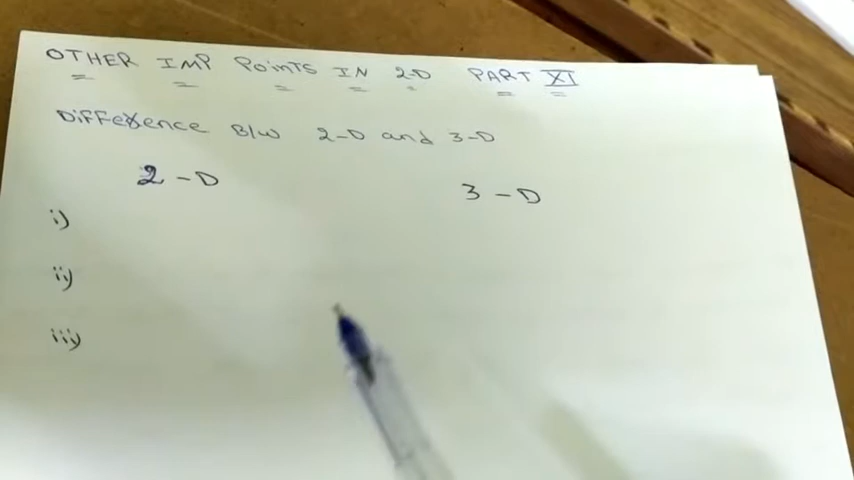 OTHER IMP POINTS IN 2-D PART XI
Difference B/w 2-D and 3-D
2-D 3-D
i)
ii)
iii)